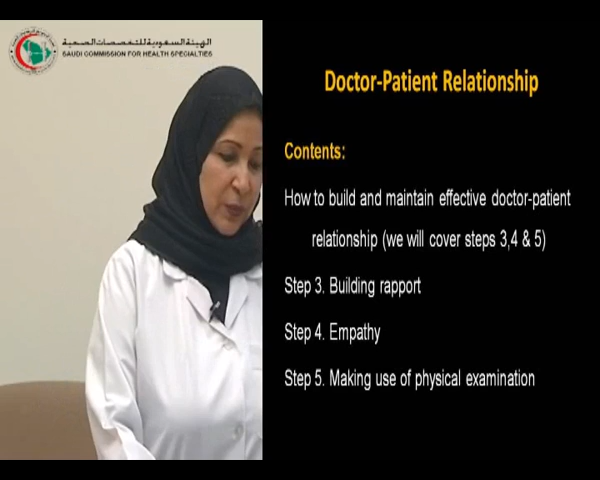 الهيئة السعودية للتخصصات الصحية
SAUDI COMMISSION FOR HEALTH SPECIALTIES
Doctor-Patient Relationship
Contents:
How to build and maintain effective doctor-patient
relationship (we will cover steps 3,4 & 5)
Step 3. Building rapport
Step 4. Empathy
Step 5. Making use of physical examination